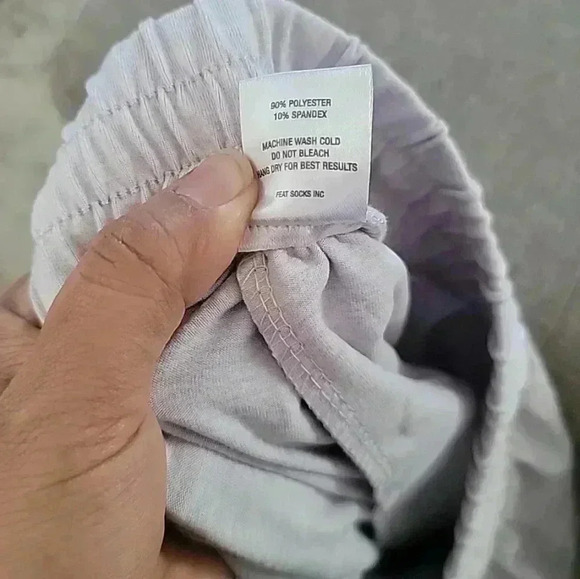 90% POLYESTER
10% SPANDEX
MACHINE WASH COLD
DO NOT BLEACH
HANG DRY FOR BEST RESULTS
FEAT SOCKS INC